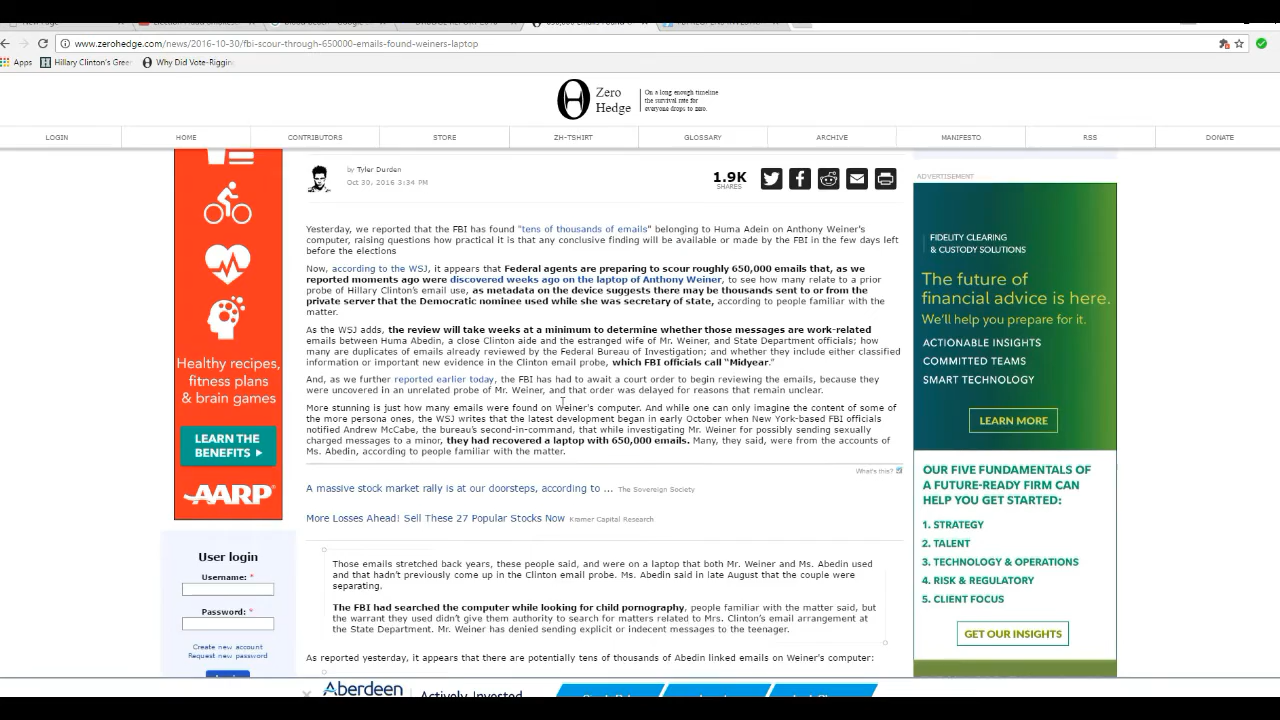 www.zerohedge.com/news/2016-10-30/fbi-scour-through-650000-emails-found-weiners-laptop
Apps
Hillary Clinton's Gree
Why Did Vote-Riggin
Zero
Hedge
On a long enough timeline
the survival rate for
everyone drops to zero.
LOGIN
HOME
CONTRIBUTORS
STORE
ZH-TSHIRT
GLOSSARY
ARCHIVE
MANIFESTO
RSS
DONATE
by Tyler Durden
Oct 30, 2016 3:34 PM
1.9K
SHARES
Yesterday, we reported that the FBI has found "tens of thousands of emails" belonging to Huma Adein on Anthony Weiner's
computer, raising questions how practical it is that any conclusive finding will be available or made by the FBI in the few days left
before the elections
Now, according to the WSJ, it appears that Federal agents are preparing to scour roughly 650,000 emails that, as we
reported moments ago were discovered weeks ago on the laptop of Anthony Weiner, to see how many relate to a prior
probe of Hillary Clinton's email use, as metadata on the device suggests there may be thousands sent to or from the
private server that the Democratic nominee used while she was secretary of state, according to people familiar with the
matter.
As the WSJ adds, the review will take weeks at a minimum to determine whether those messages are work-related
emails between Huma Abedin, a close Clinton aide and the estranged wife of Mr. Weiner, and State Department officials; how
many are duplicates of emails already reviewed by the Federal Bureau of Investigation; and whether they include either classified
information or important new evidence in the Clinton email probe, which FBI officials call "Midyear."
And, as we further reported earlier today, the FBI has had to await a court order to begin reviewing the emails, because they
were uncovered in an unrelated probe of Mr. Weiner, and that order was delayed for reasons that remain unclear.
More stunning is just how many emails were found on Weiner's computer. And while one can only imagine the content of some of
the more persona ones, the WSJ writes that the latest development began in early October when New York-based FBI officials
notified Andrew McCabe, the bureau's second-in-command, that while investigating Mr. Weiner for possibly sending sexually
charged messages to a minor, they had recovered a laptop with 650,000 emails. Many, they said, were from the accounts of
Ms. Abedin, according to people familiar with the matter.
What's this?
A massive stock market rally is at our doorsteps, according to ... The Sovereign Society
More Losses Ahead! Sell These 27 Popular Stocks Now Kramer Capital Research
Those emails stretched back years, these people said, and were on a laptop that both Mr. Weiner and Ms. Abedin used
and that hadn't previously come up in the Clinton email probe. Ms. Abedin said in late August that the couple were
separating.
The FBI had searched the computer while looking for child pornography, people familiar with the matter said, but
the warrant they used didn't give them authority to search for matters related to Mrs. Clinton's email arrangement at
the State Department. Mr. Weiner has denied sending explicit or indecent messages to the teenager.
As reported yesterday, it appears that there are potentially tens of thousands of Abedin linked emails on Weiner's computer:
Healthy recipes,
fitness plans
& brain games
LEARN THE
BENEFITS
AARP
User login
Username: *
Password: *
Create new account
Request new password
ADVERTISEMENT
FIDELITY CLEARING
& CUSTODY SOLUTIONS
The future of
financial advice is here.
We'll help you prepare for it.
ACTIONABLE INSIGHTS
COMMITTED TEAMS
SMART TECHNOLOGY
LEARN MORE
OUR FIVE FUNDAMENTALS OF
A FUTURE-READY FIRM CAN
HELP YOU GET STARTED:
1. STRATEGY
2. TALENT
3. TECHNOLOGY & OPERATIONS
4. RISK & REGULATORY
5. CLIENT FOCUS
GET OUR INSIGHTS
Aberdeen
Actively Invested